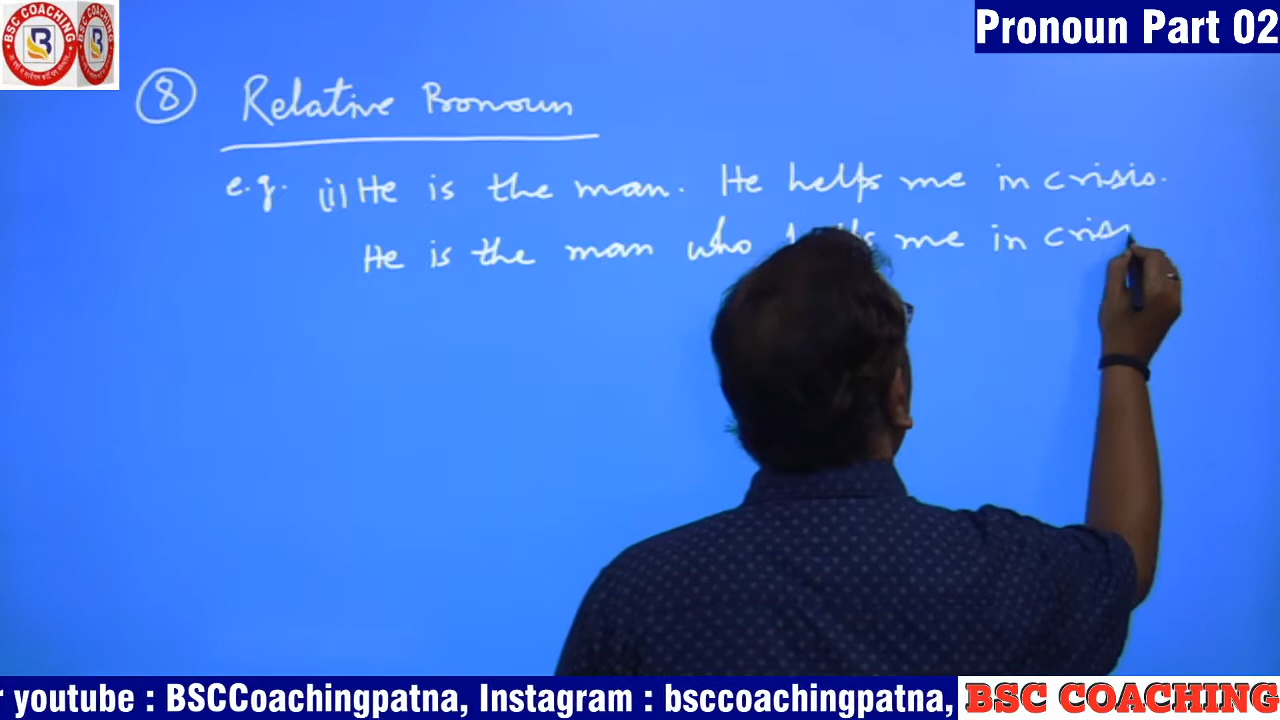 BSC COACHING
Pronoun Part 02
8 Relative Pronoun
e.g. (i) He is the man. He helps me in crisis.
He is the man who me in cris
r youtube : BSCCoachingpatna, Instagram : bsccoachingpatna,
BSC COACHING